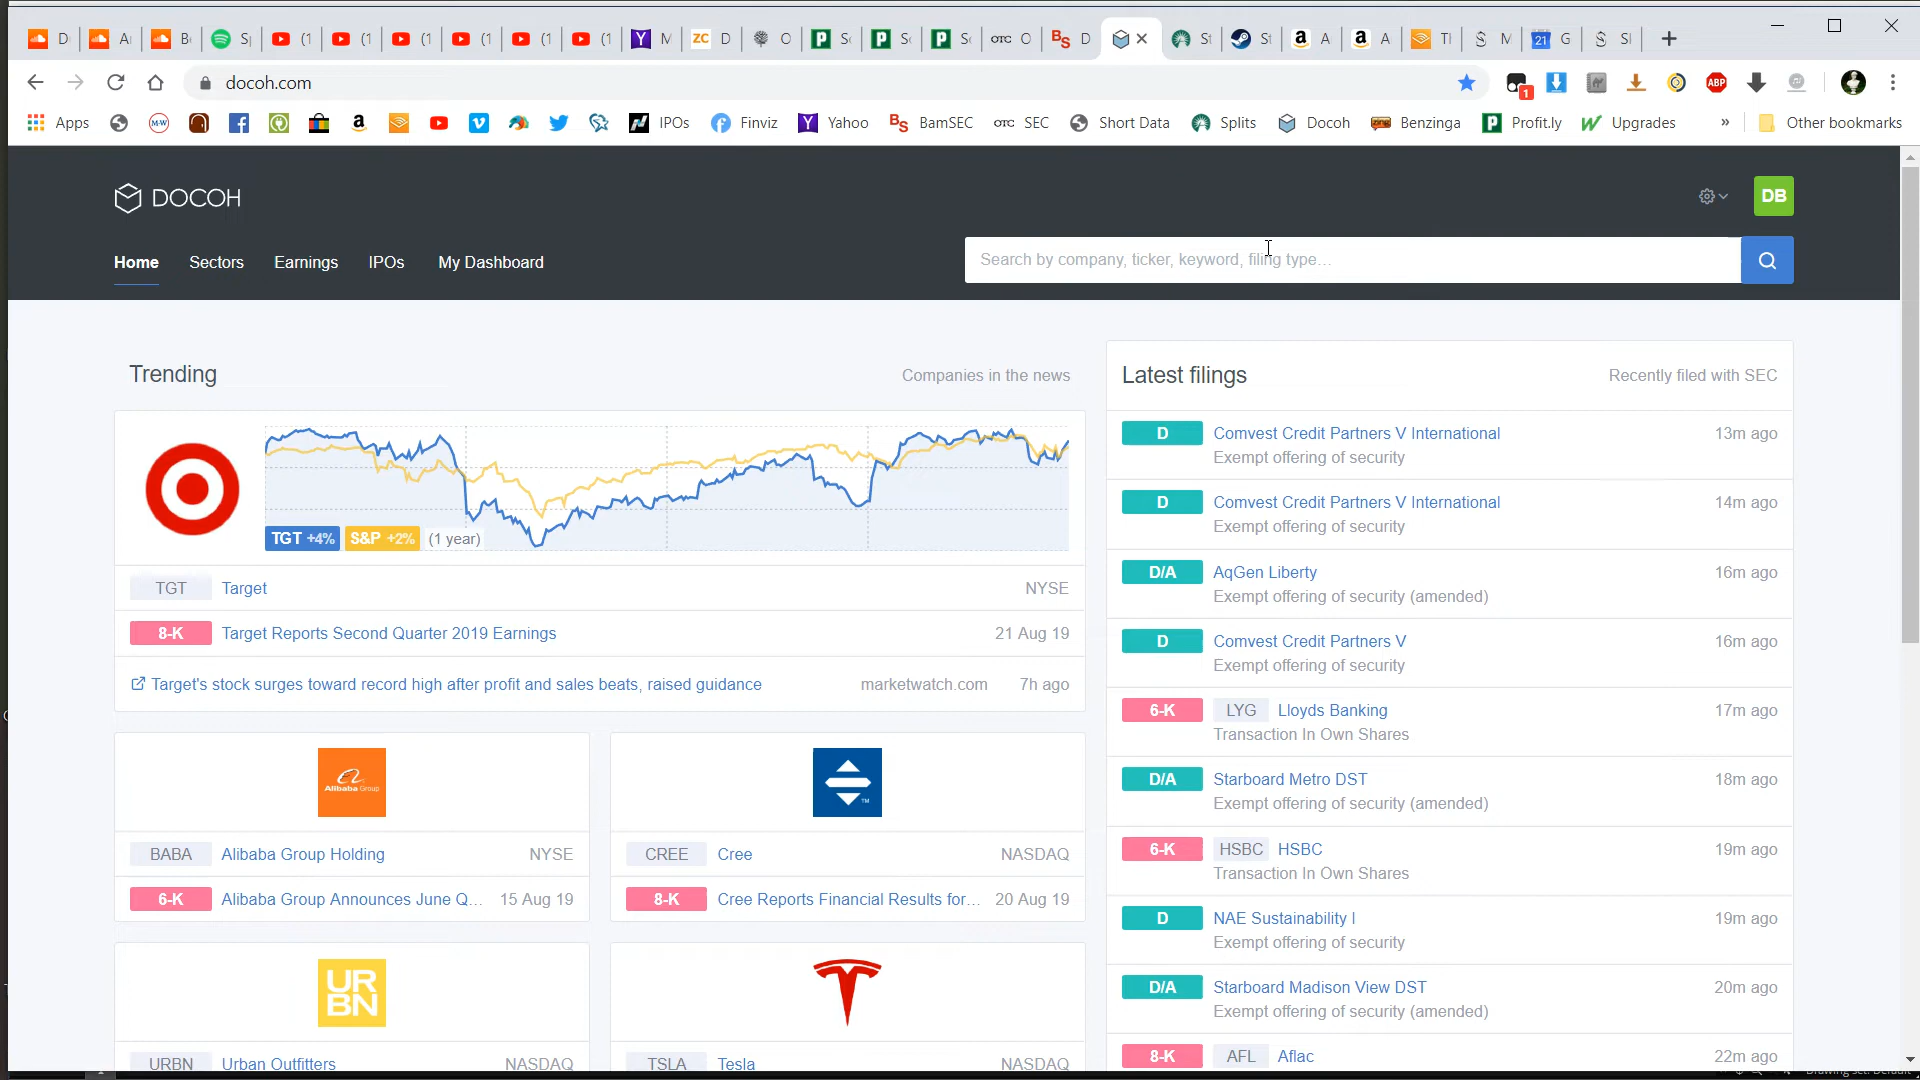 docoh.com
Apps
IPOs
Finviz
Yahoo
BamSEC
OTC SEC
Short Data
Splits
Docoh
Benzinga
Profit.ly
Upgrades
»
Other bookmarks
DOCOH
DB
Home Sectors Earnings IPOs My Dashboard
Search by company, ticker, keyword, filing type...
Trending
Companies in the news
TGT +4% S&P +2% (1 year)
TGT Target NYSE
8-K Target Reports Second Quarter 2019 Earnings 21 Aug 19
Target's stock surges toward record high after profit and sales beats, raised guidance marketwatch.com 7h ago
Alibaba Group
BABA Alibaba Group Holding NYSE
6-K Alibaba Group Announces June Q... 15 Aug 19
CREE Cree NASDAQ
8-K Cree Reports Financial Results for... 20 Aug 19
UR
BN
URBN Urban Outfitters NASDAQ
TSLA Tesla NASDAQ
Latest filings
Recently filed with SEC
D Comvest Credit Partners V International 13m ago
Exempt offering of security
D Comvest Credit Partners V International 14m ago
Exempt offering of security
D/A AqGen Liberty 16m ago
Exempt offering of security (amended)
D Comvest Credit Partners V 16m ago
Exempt offering of security
6-K LYG Lloyds Banking 17m ago
Transaction In Own Shares
D/A Starboard Metro DST 18m ago
Exempt offering of security (amended)
6-K HSBC HSBC 19m ago
Transaction In Own Shares
D NAE Sustainability I 19m ago
Exempt offering of security
D/A Starboard Madison View DST 20m ago
Exempt offering of security (amended)
8-K AFL Aflac 22m ago